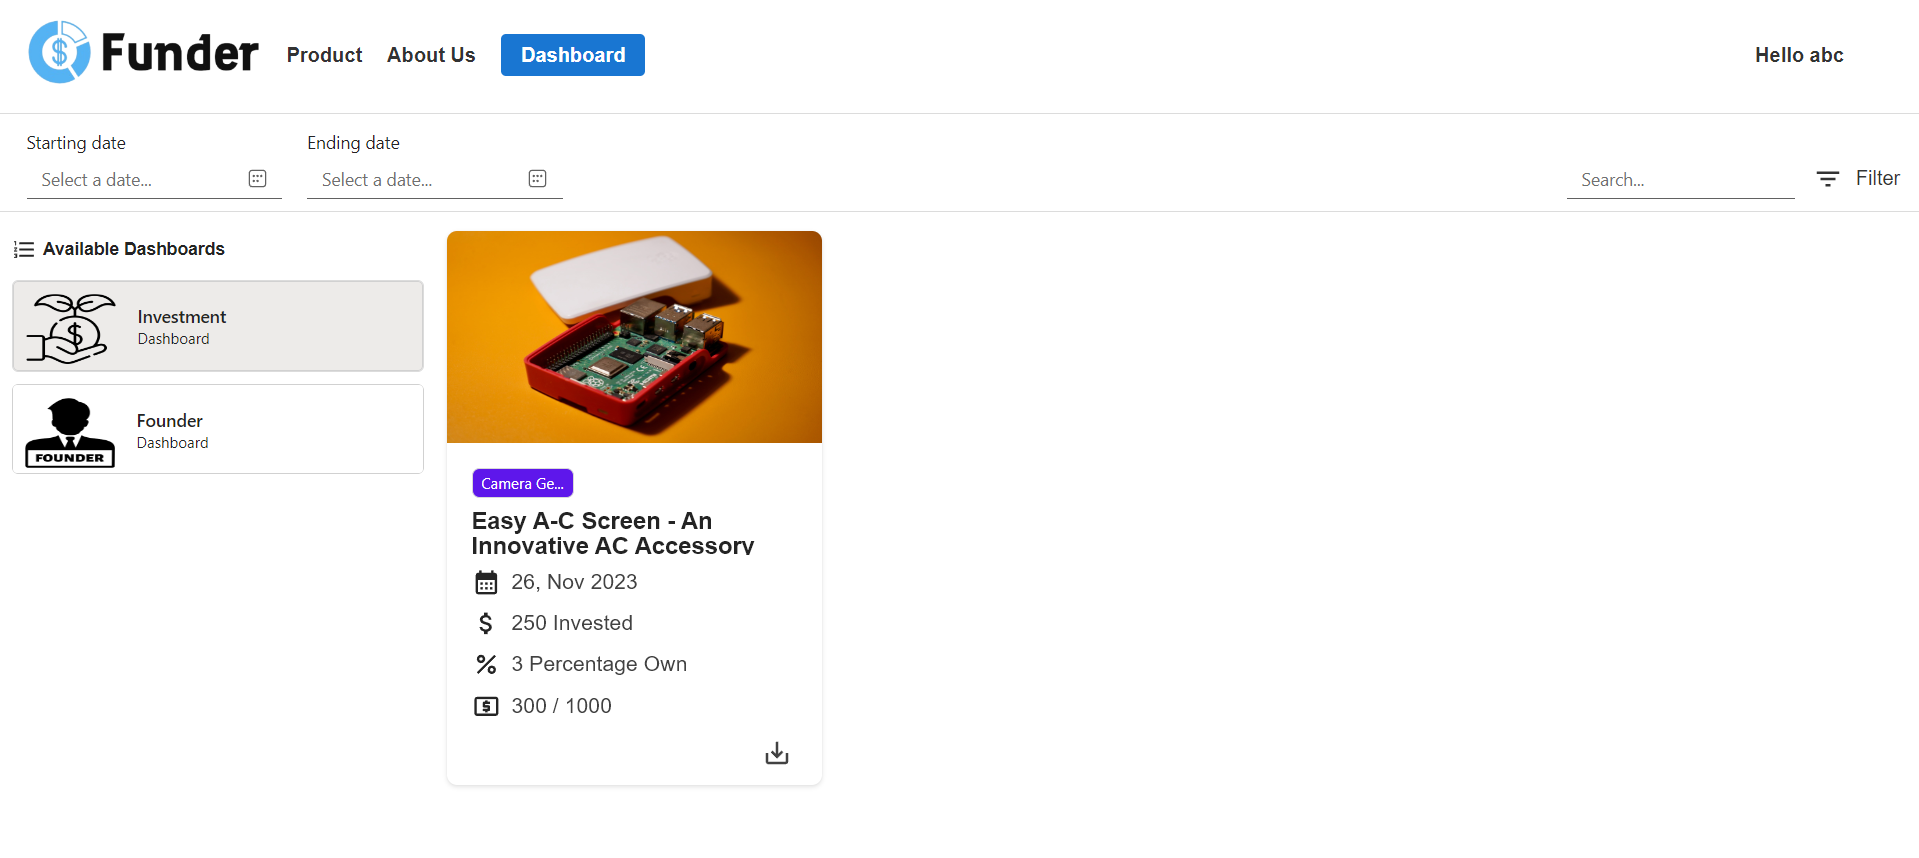 Funder
Product
About Us
Dashboard
Hello abc
Starting date
Ending date
Select a date...
Select a date...
Search...
Filter
Available Dashboards
Investment
Dashboard
FOUNDER
Founder
Dashboard
Camera Ge...
Easy A-C Screen - An
Innovative AC Accessory
26, Nov 2023
250 Invested
3 Percentage Own
300 / 1000